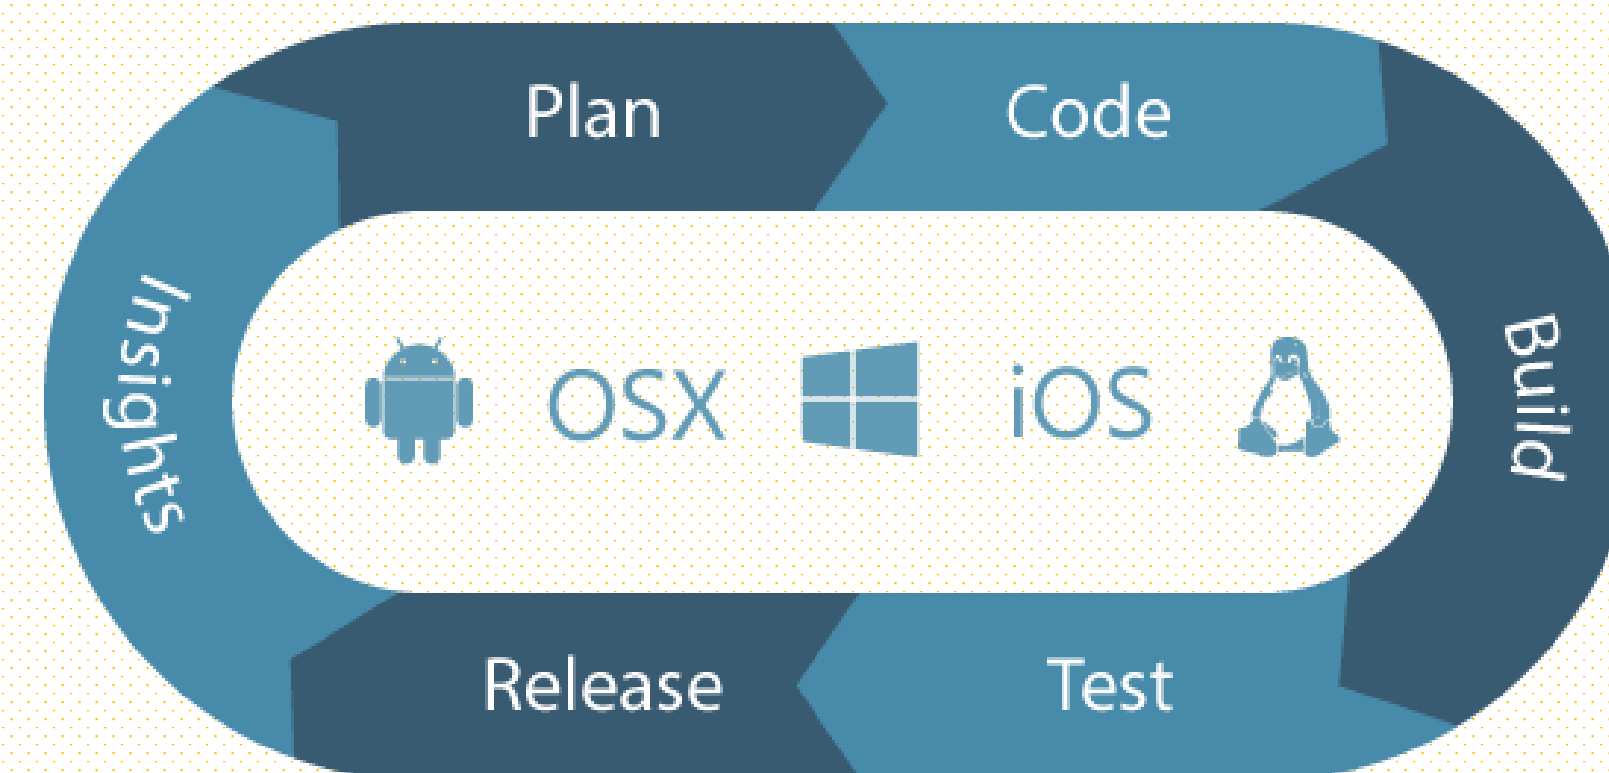 Plan
Code
Build
Test
Release
Insights
OSX
iOS